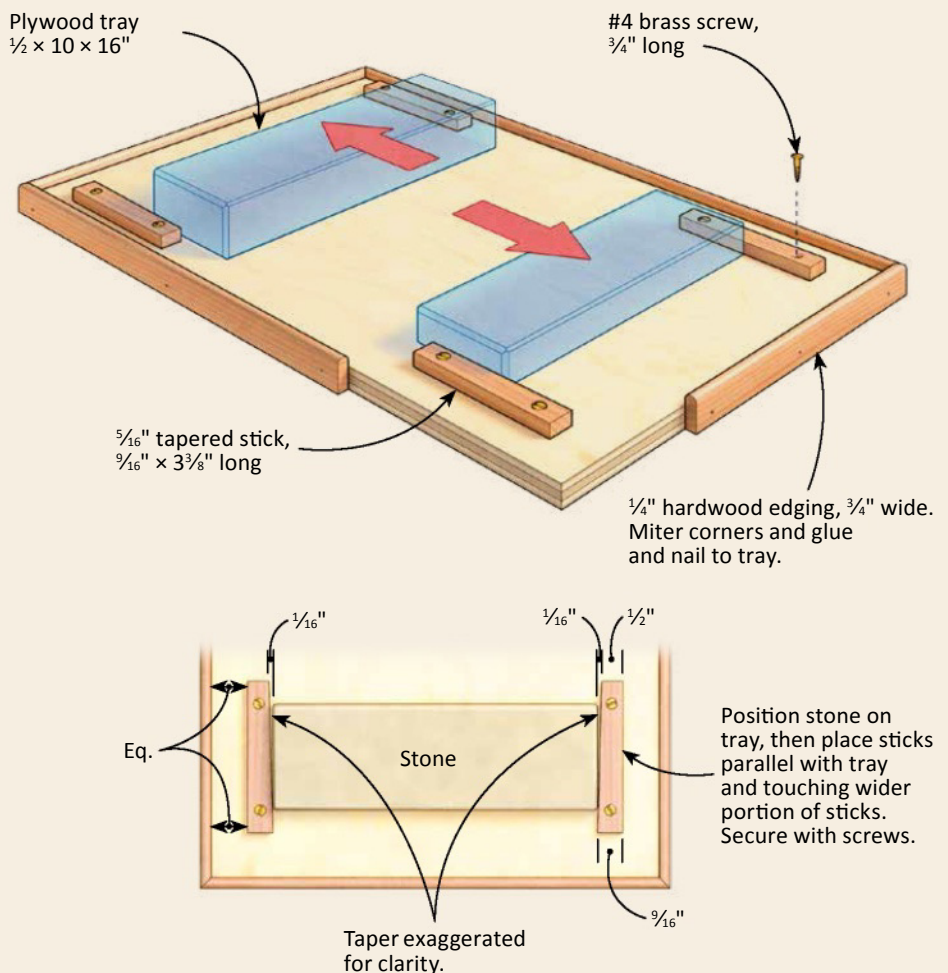 Plywood tray
½ × 10 × 16"
#4 brass screw,
¾" long
⁵⁄₁₆" tapered stick,
⁹⁄₁₆" × 3⅜" long
¼" hardwood edging, ¾" wide.
Miter corners and glue
and nail to tray.
¹⁄₁₆"
¹⁄₁₆"
½"
Eq.
Stone
Position stone on
tray, then place sticks
parallel with tray
and touching wider
portion of sticks.
Secure with screws.
⁹⁄₁₆"
Taper exaggerated
for clarity.